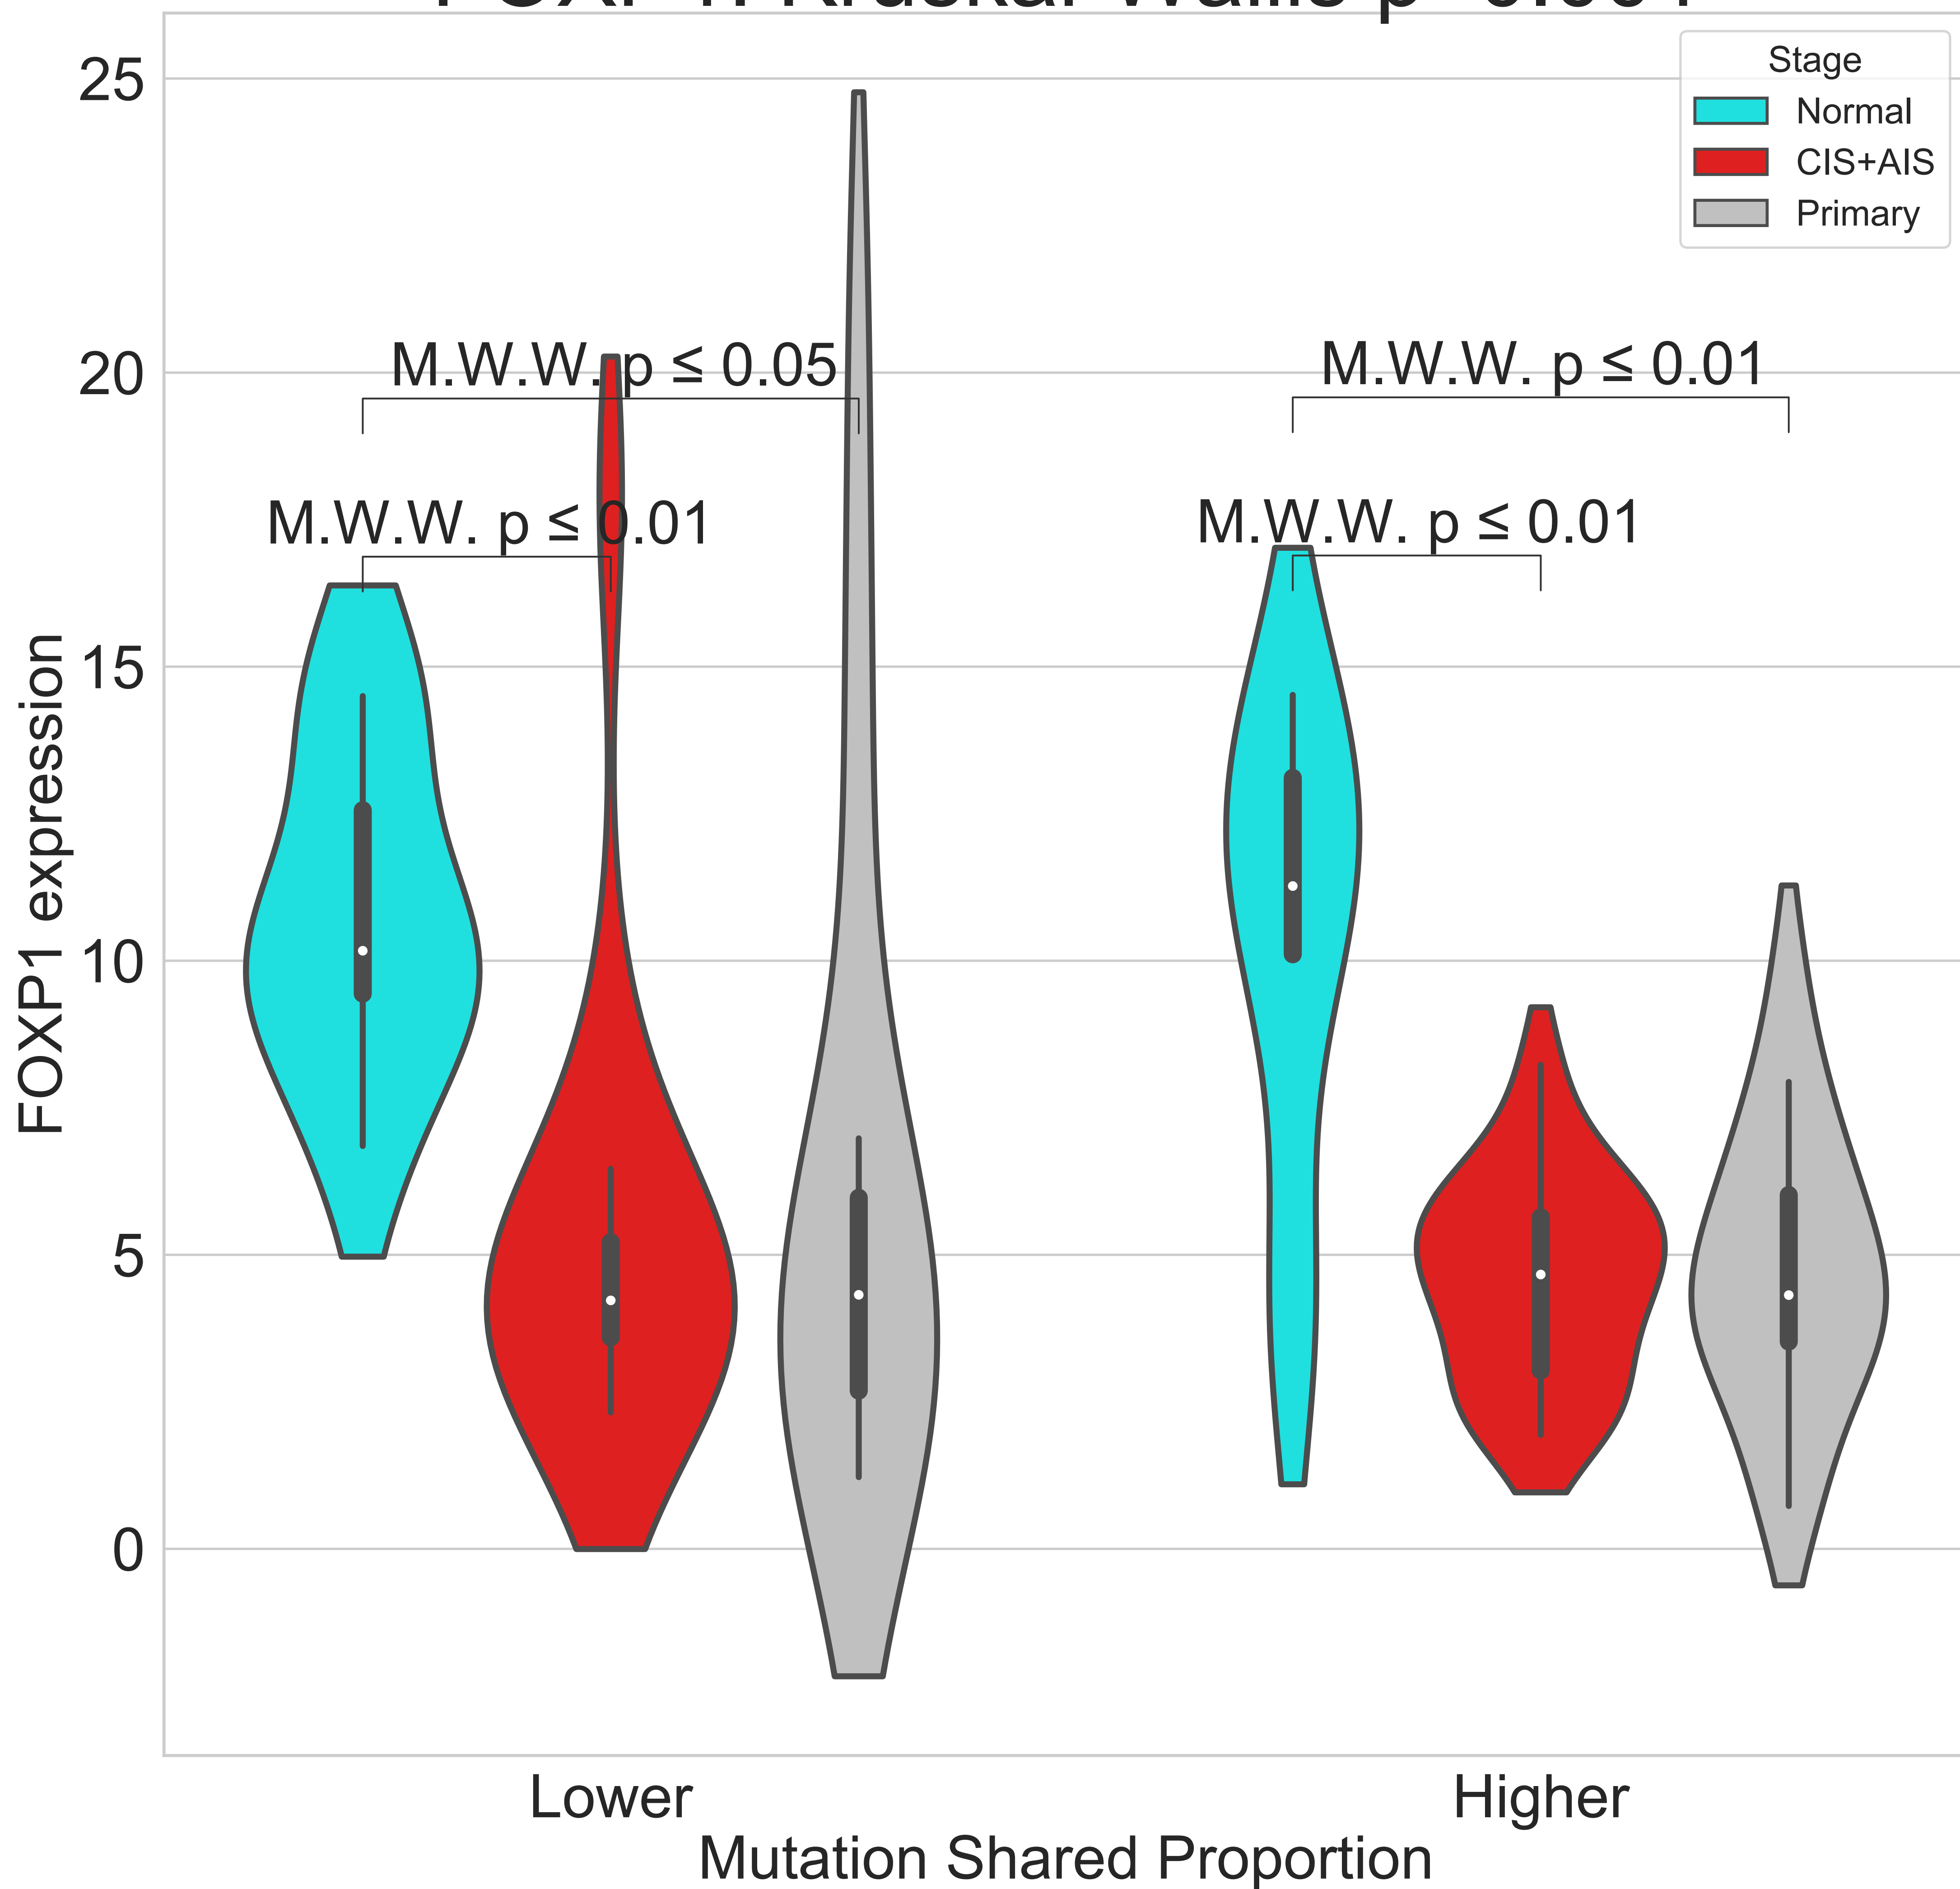 25
20
15
10
5
0
FOXP1 expression
Stage
Normal
CIS+AIS
Primary
M.W.W. p ≤ 0.05
M.W.W. p ≤ 0.01
M.W.W. p ≤ 0.01
M.W.W. p ≤ 0.01
Lower
Higher
Mutation Shared Proportion